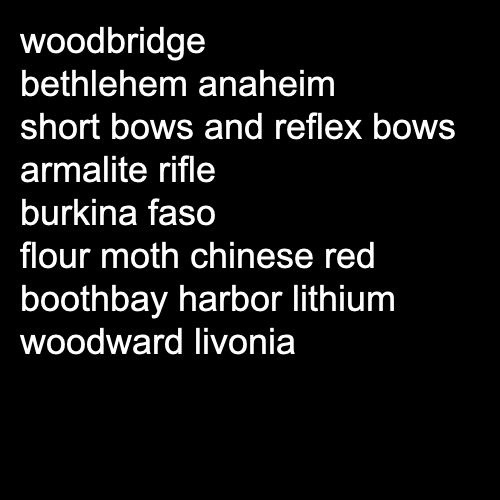 woodbridge
bethlehem anaheim
short bows and reflex bows
armalite rifle
burkina faso
flour moth chinese red
boothbay harbor lithium
woodward livonia